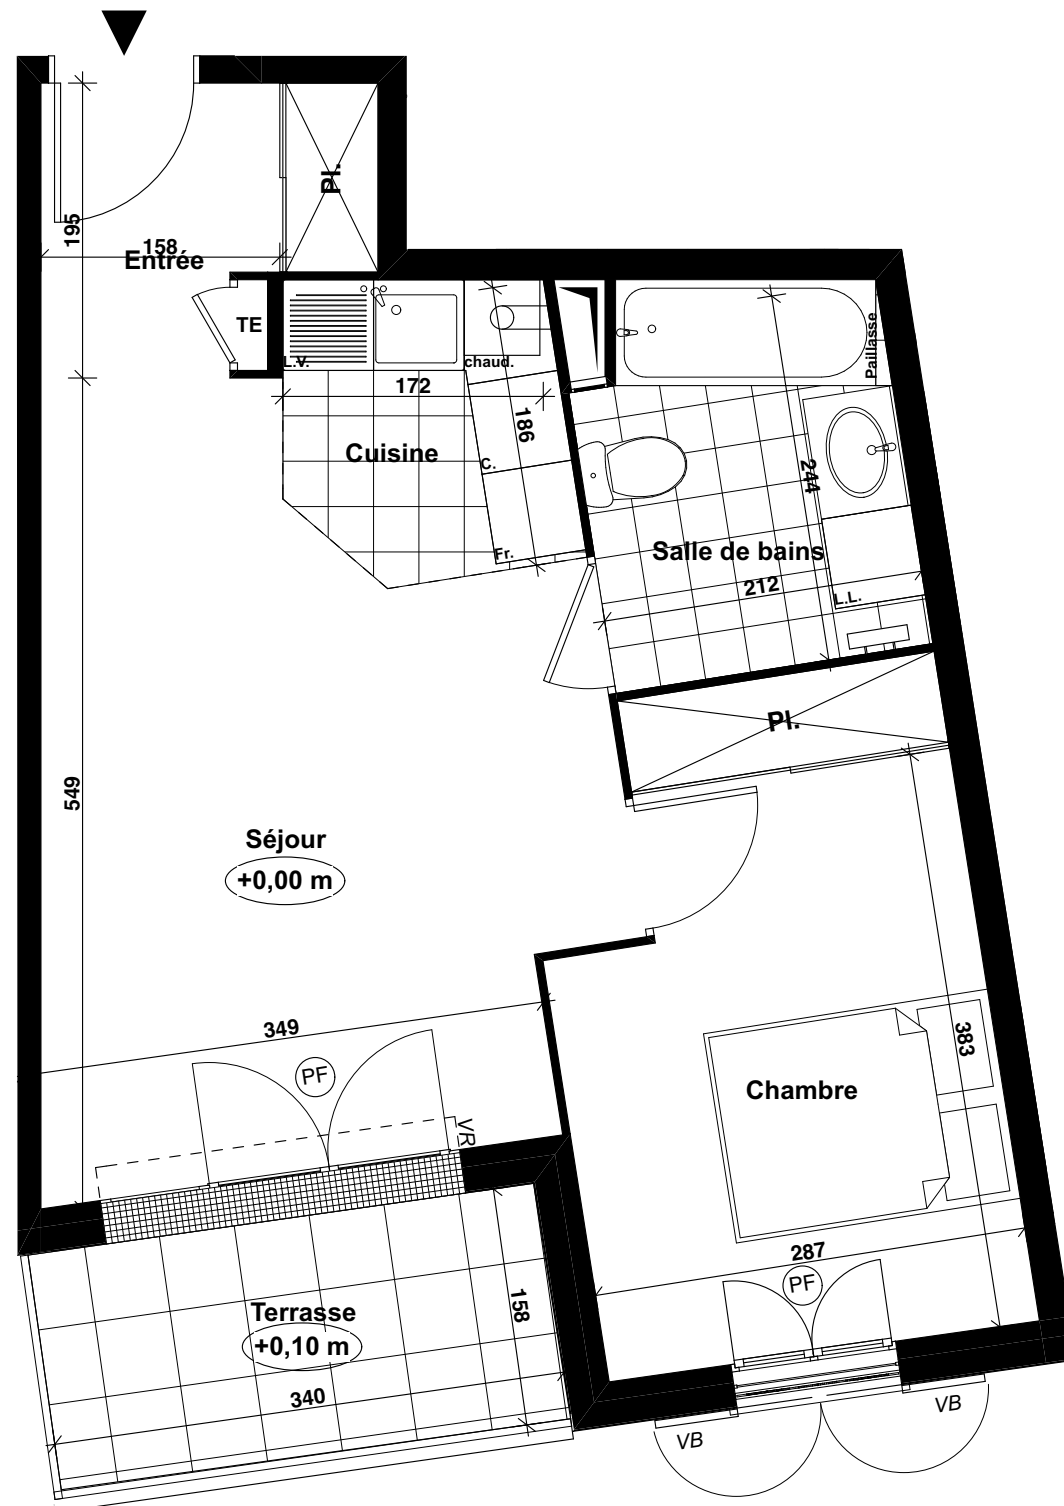 Pl.
195
158
Entrée
TE
L.V.
chaud.
Paillasse
172
186
Cuisine
C.
244
Fr.
Salle de bains
212
L.L.
Pl.
549
Séjour
+0,00 m
349
PF
383
Chambre
VR
287
PF
158
Terrasse
+0,10 m
340
VB
VB